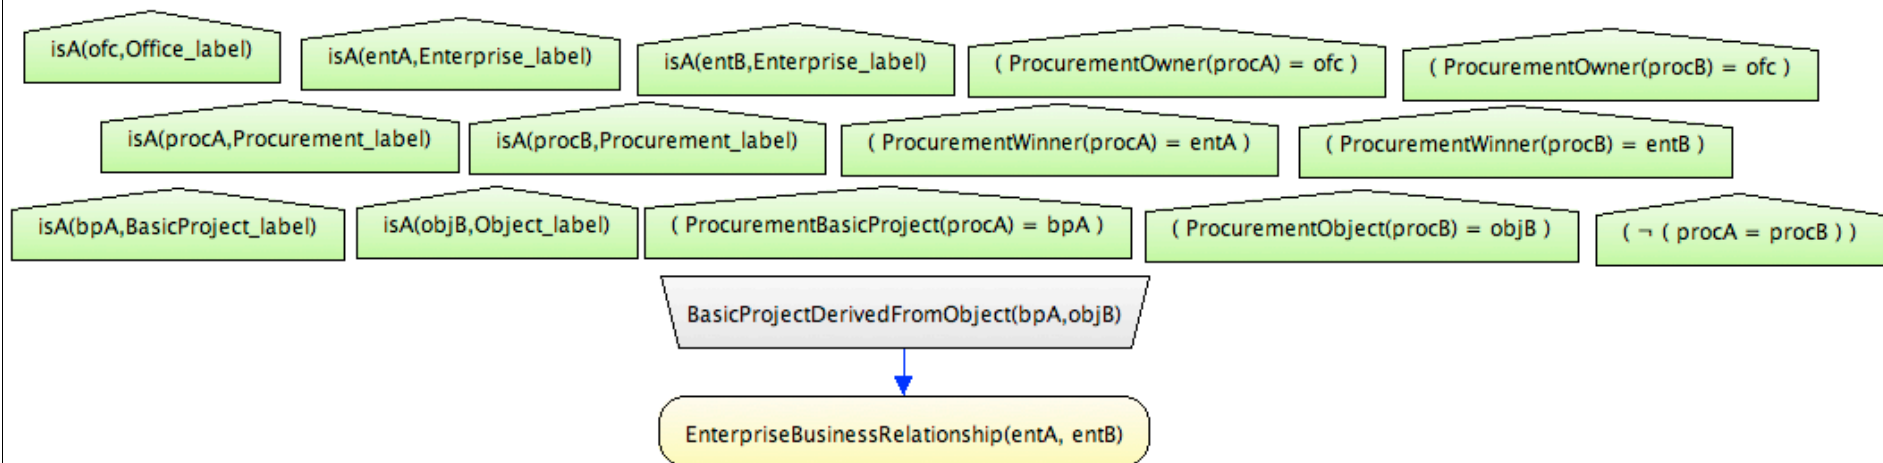 isA(ofc,Office_label)
isA(entA,Enterprise_label)
isA(entB,Enterprise_label)
( ProcurementOwner(procA) = ofc )
( ProcurementOwner(procB) = ofc )
isA(procA,Procurement_label)
isA(procB,Procurement_label)
( ProcurementWinner(procA) = entA )
( ProcurementWinner(procB) = entB )
isA(bpA,BasicProject_label)
isA(objB,Object_label)
( ProcurementBasicProject(procA) = bpA )
( ProcurementObject(procB) = objB )
( ¬ ( procA = procB ) )
BasicProjectDerivedFromObject(bpA,objB)
EnterpriseBusinessRelationship(entA, entB)